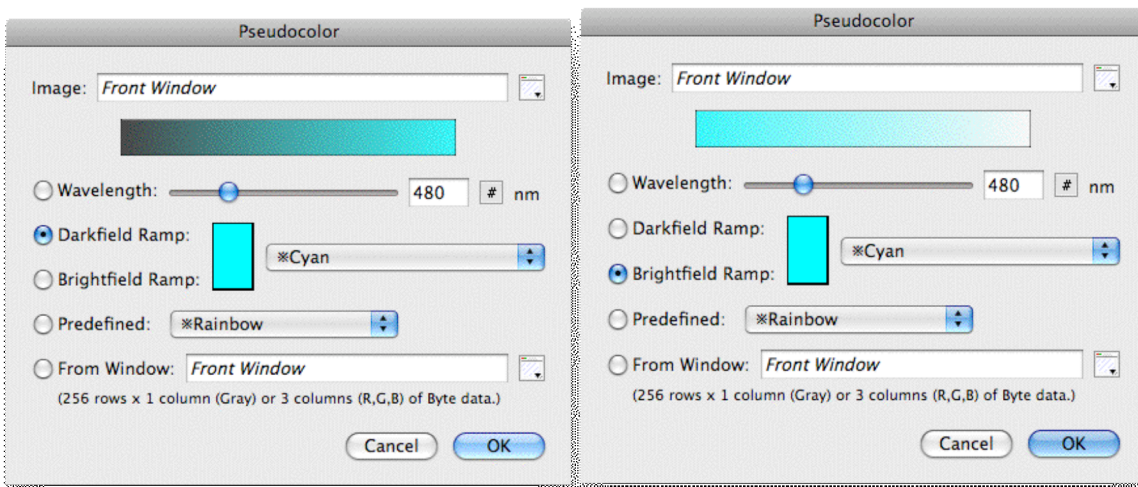 Pseudocolor
Image: Front Window
Wavelength: 480 # nm
Darkfield Ramp:
※Cyan
Brightfield Ramp:
Predefined: ※Rainbow
From Window: Front Window
(256 rows x 1 column (Gray) or 3 columns (R,G,B) of Byte data.)
Cancel OK
Pseudocolor
Image: Front Window
Wavelength: 480 # nm
Darkfield Ramp:
※Cyan
Brightfield Ramp:
Predefined: ※Rainbow
From Window: Front Window
(256 rows x 1 column (Gray) or 3 columns (R,G,B) of Byte data.)
Cancel OK